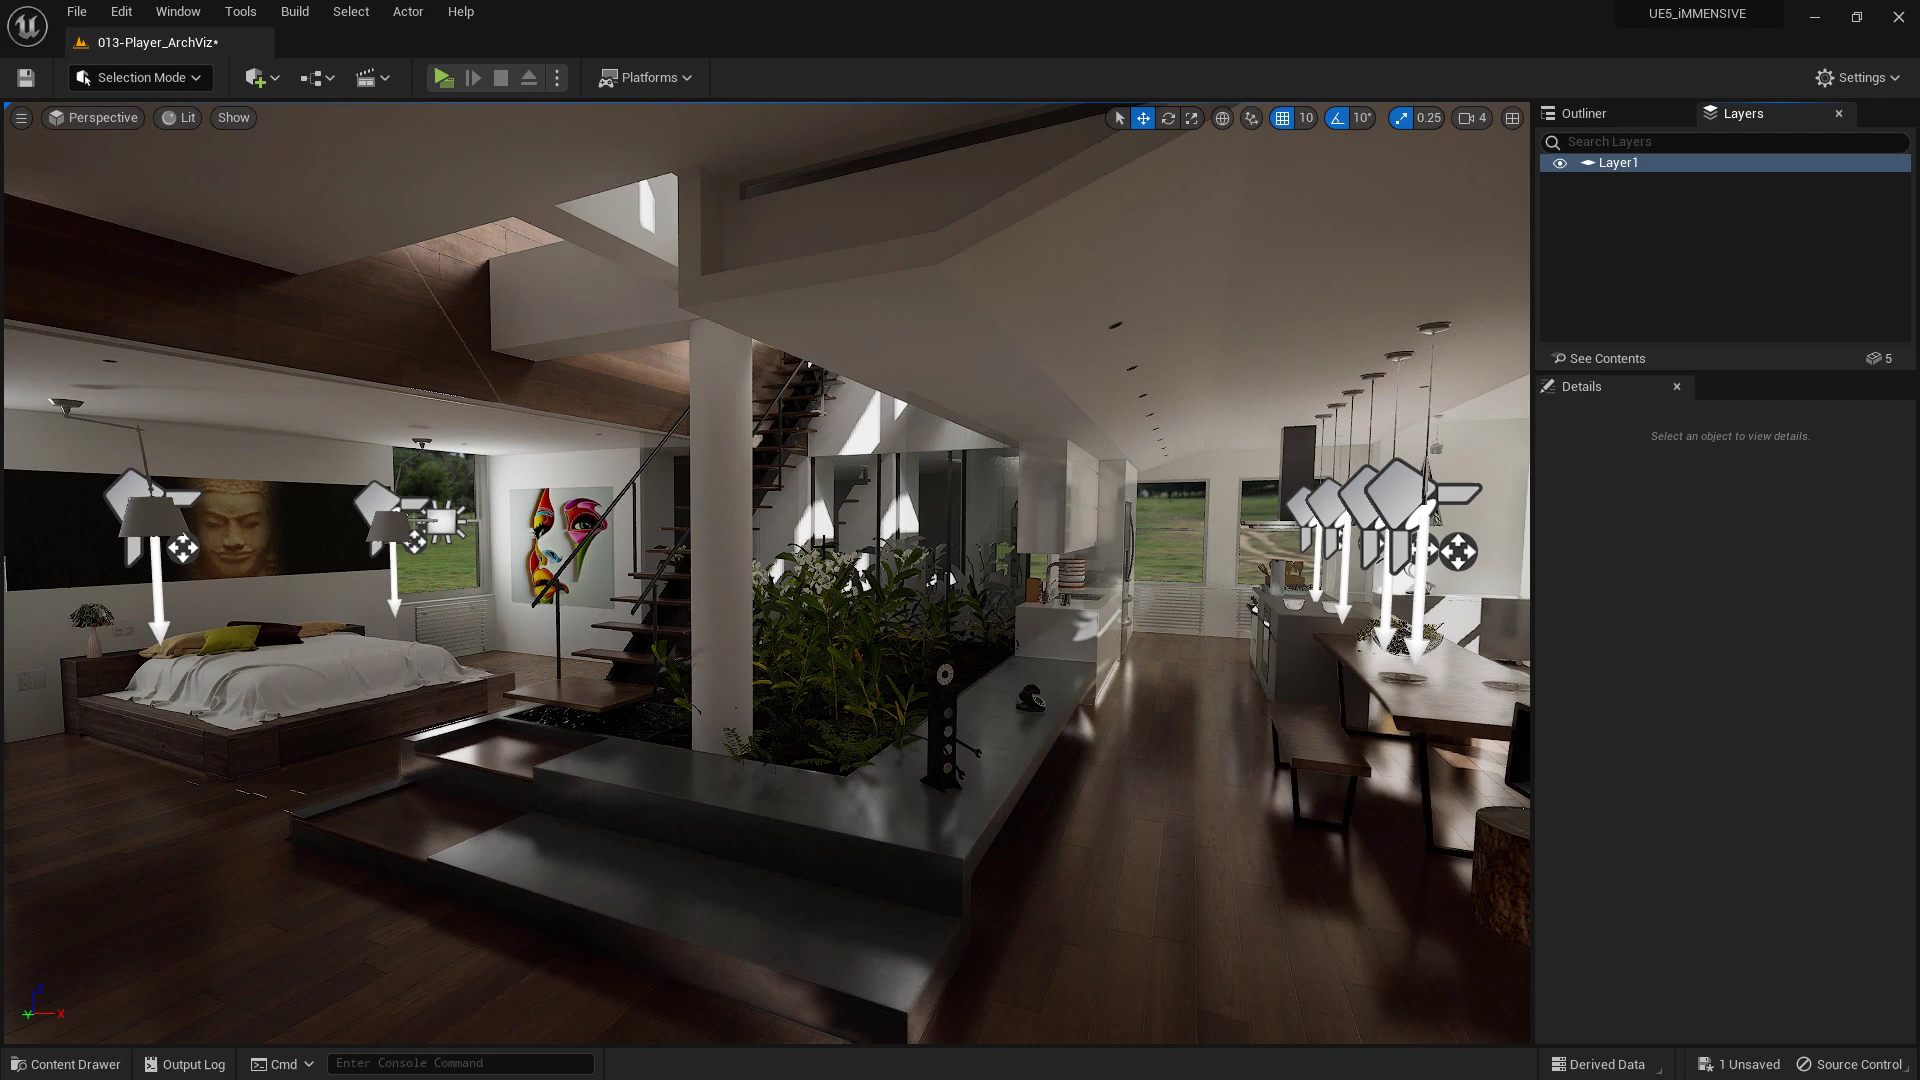 File Edit Window Tools Build Select Actor Help
UE5_iMMENSIVE
013-Player_ArchViz*
Selection Mode
Platforms
Settings
Perspective
Lit
Show
10
10°
0.25
4
Outliner
Layers
Search Layers
Layer1
See Contents
5
Details
Select an object to view details.
Z
Y
X
Content Drawer
Output Log
Cmd
Enter Console Command
Derived Data
1 Unsaved
Source Control